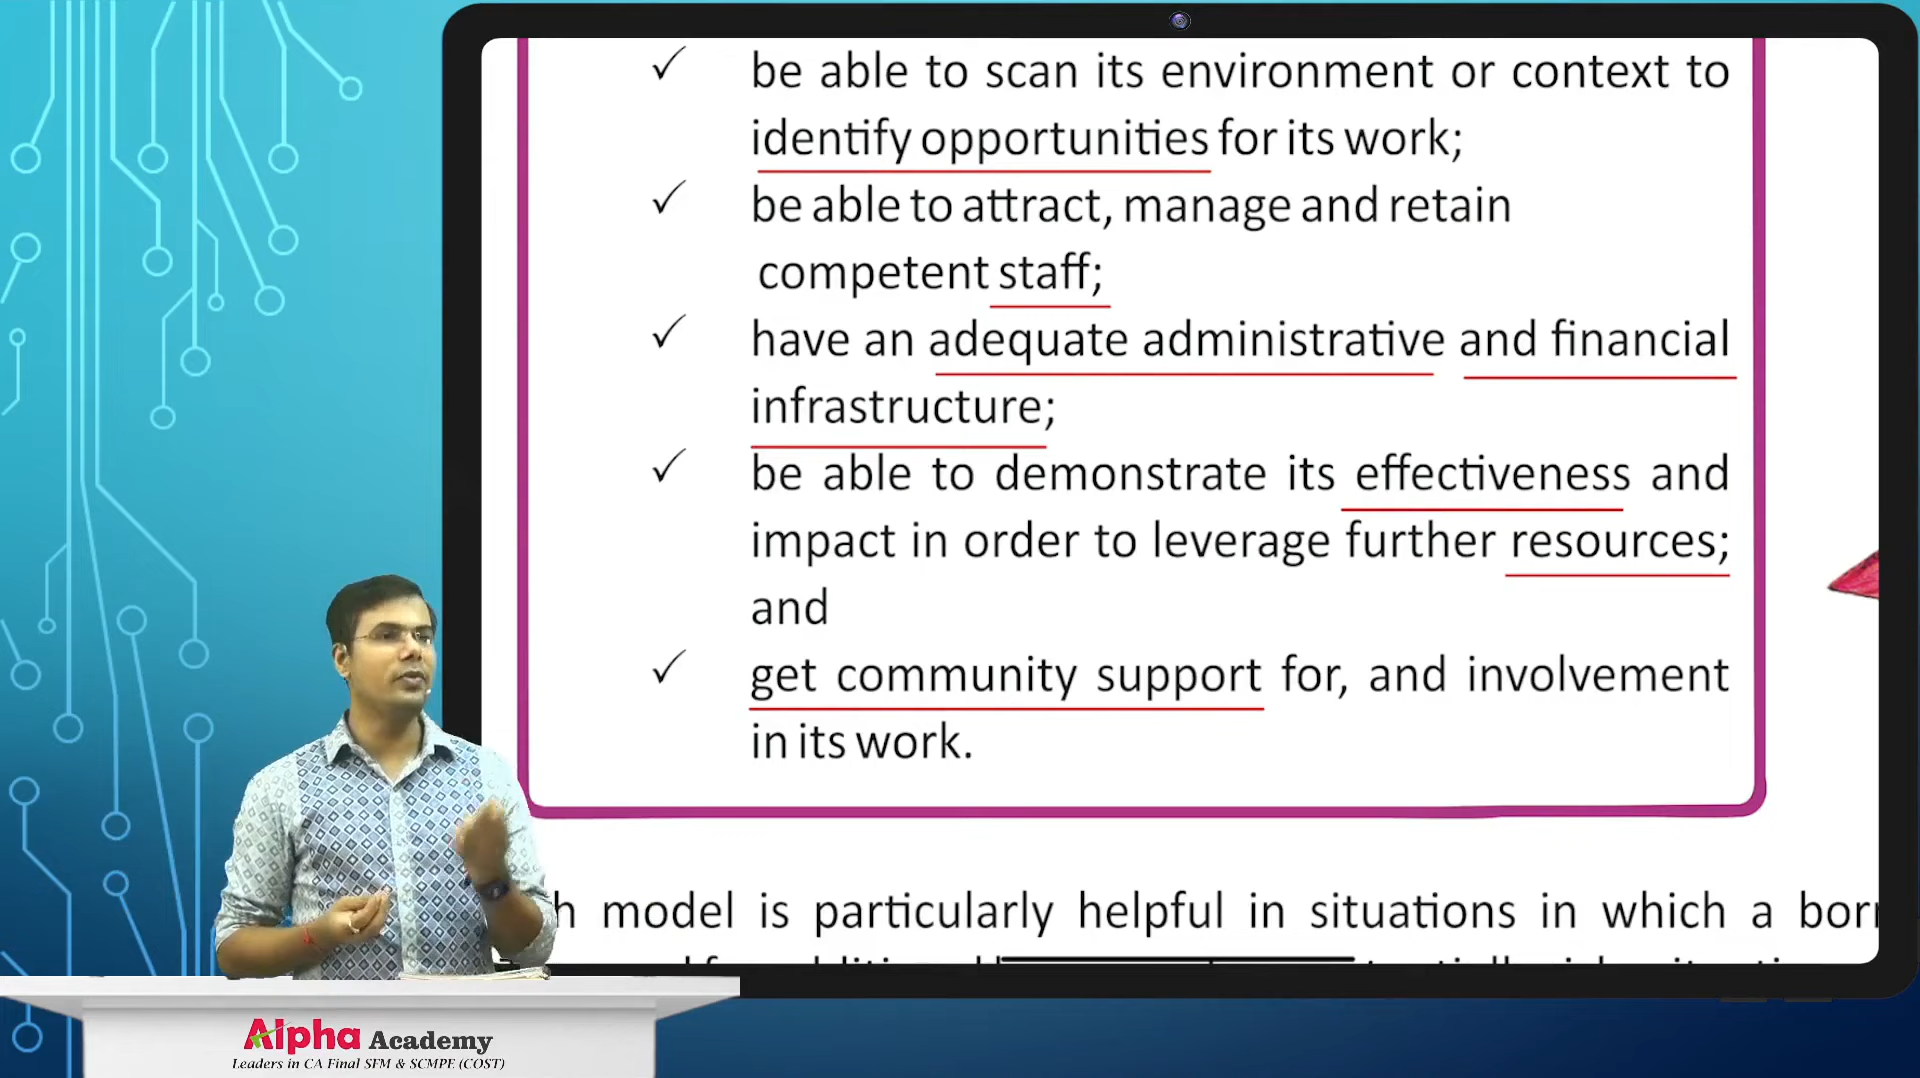 ✓ be able to scan its environment or context to
identify opportunities for its work;
✓ be able to attract, manage and retain
competent staff;
✓ have an adequate administrative and financial
infrastructure;
✓ be able to demonstrate its effectiveness and
impact in order to leverage further resources;
and
✓ get community support for, and involvement
in its work.
model is particularly helpful in situations in which a
Alpha Academy
Leaders in CA Final SFM & SCMPE (COST)